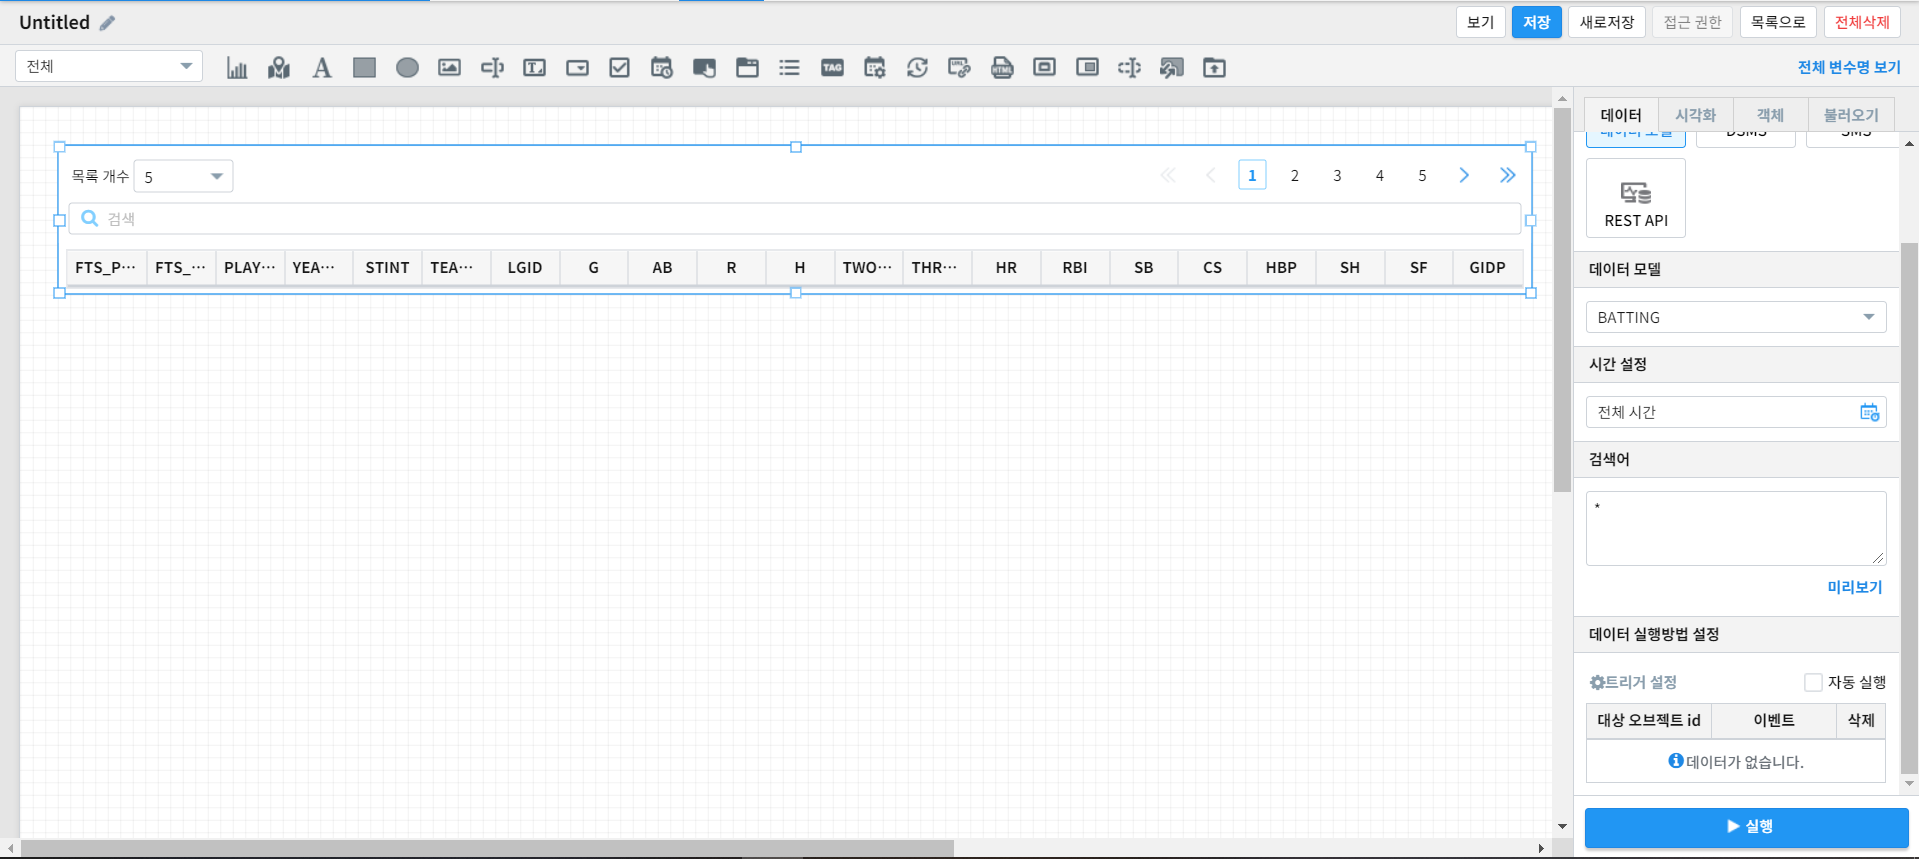 Untitled
보기
저장
새로저장
접근 권한
목록으로
전체삭제
전체
A
T
TAG
URL
HTML
전체 변수명 보기
데이터
시각화
객체
불러오기
데이터 모델
DSMS
SMS
REST API
데이터 모델
BATTING
시간 설정
전체 시간
검색어
*
미리보기
데이터 실행방법 설정
트리거 설정
자동 실행
대상 오브젝트 id 이벤트 삭제
데이터가 없습니다.
실행
목록 개수 5
1 2 3 4 5
검색
FTS_P··· FTS_··· PLAY··· YEA··· STINT TEA··· LGID G AB R H TWO··· THR··· HR RBI SB CS HBP SH SF GIDP